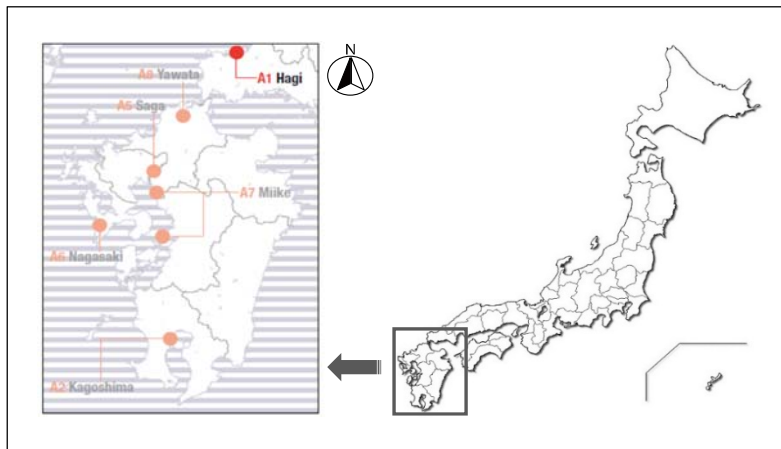 N
A8 Yawata
A1 Hagi
A5 Saga
A7 Miike
A6 Nagasaki
A2 Kagoshima